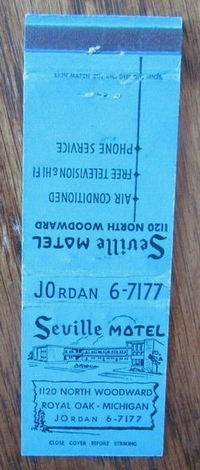 Seville MOTEL
1120 NORTH WOODWARD
AIR CONDITIONED
FREE TELEVISION & HI FI
PHONE SERVICE
JORDAN 6-7177
Seville MOTEL
1120 NORTH WOODWARD
ROYAL OAK - MICHIGAN
JORDAN 6-7177
CLOSE COVER BEFORE STRIKING